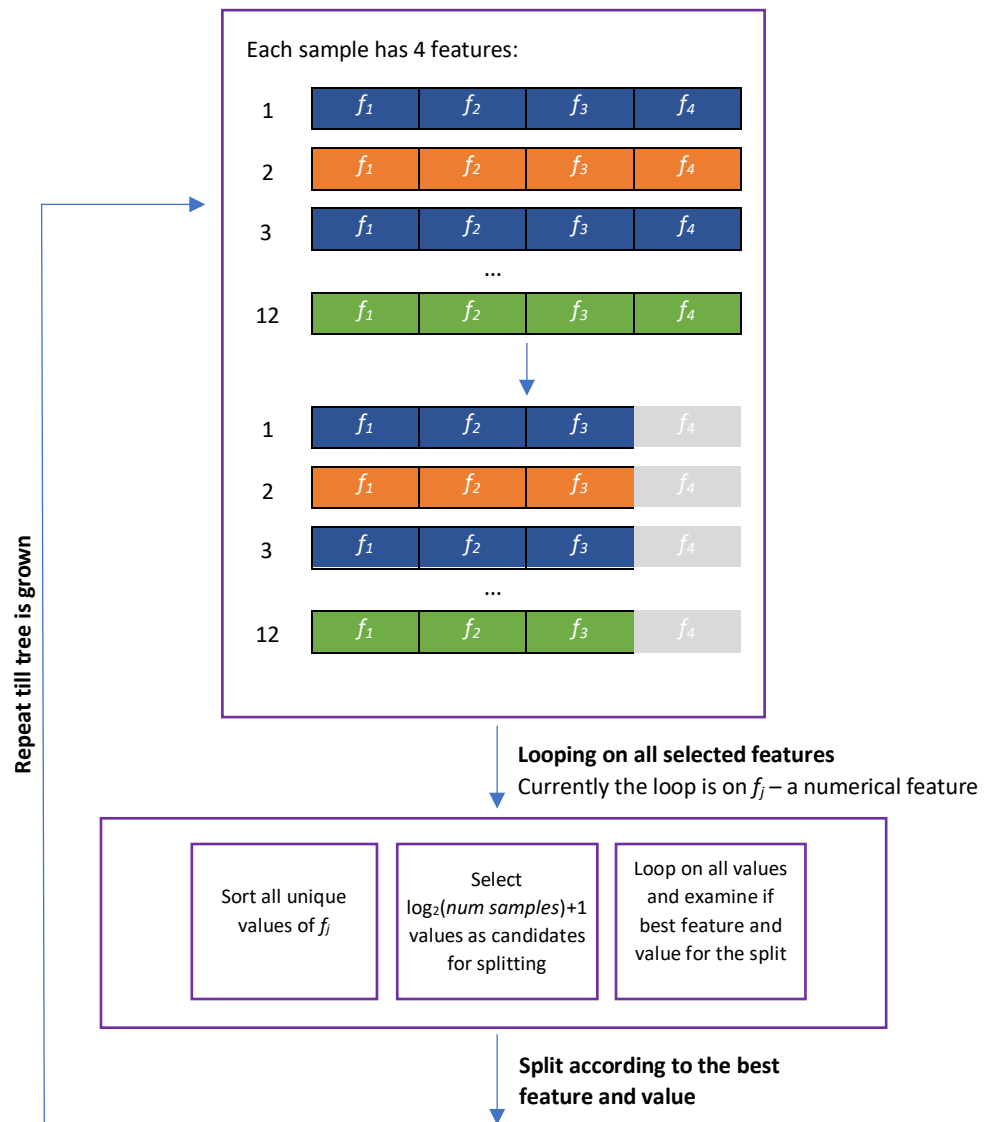 Each sample has 4 features:
1 f1 f2 f3 f4
2 f1 f2 f3 f4
3 f1 f2 f3 f4
...
12 f1 f2 f3 f4
1 f1 f2 f3 f4
2 f1 f2 f3 f4
3 f1 f2 f3 f4
...
12 f1 f2 f3 f4
Repeat till tree is grown
Looping on all selected features
Currently the loop is on fj – a numerical feature
Sort all unique
values of fj
Select
log2(num samples)+1
values as candidates
for splitting
Loop on all values
and examine if
best feature and
value for the split
Split according to the best
feature and value